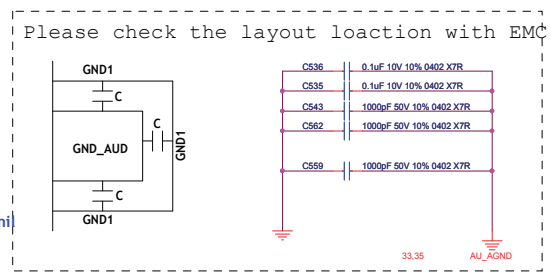 Please check the layout loaction with EMC
GND1
C
C
GND1
GND_AUD
C
GND1
mil
C536 0.1uF 10V 10% 0402 X7R
C535 0.1uF 10V 10% 0402 X7R
C543 1000pF 50V 10% 0402 X7R
C562 1000pF 50V 10% 0402 X7R
C559 1000pF 50V 10% 0402 X7R
33,35 AU_AGND